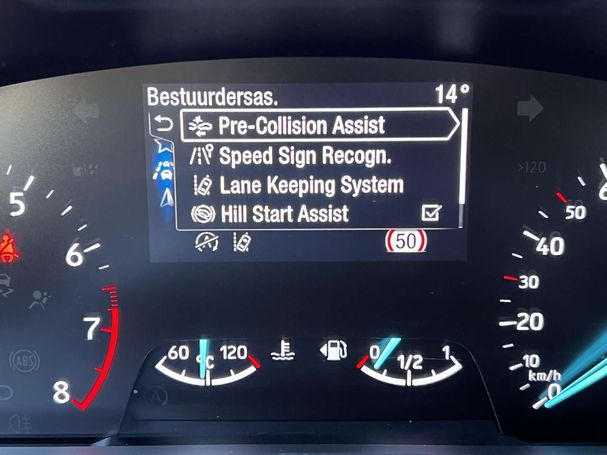 Bestuurdersas. 14°
Pre-Collision Assist
Speed Sign Recogn.
Lane Keeping System
Hill Start Assist
50
5
6
7
8
ABS
60 °C 120
0 1/2 1
>120
50
40
30
20
10
km/h
0